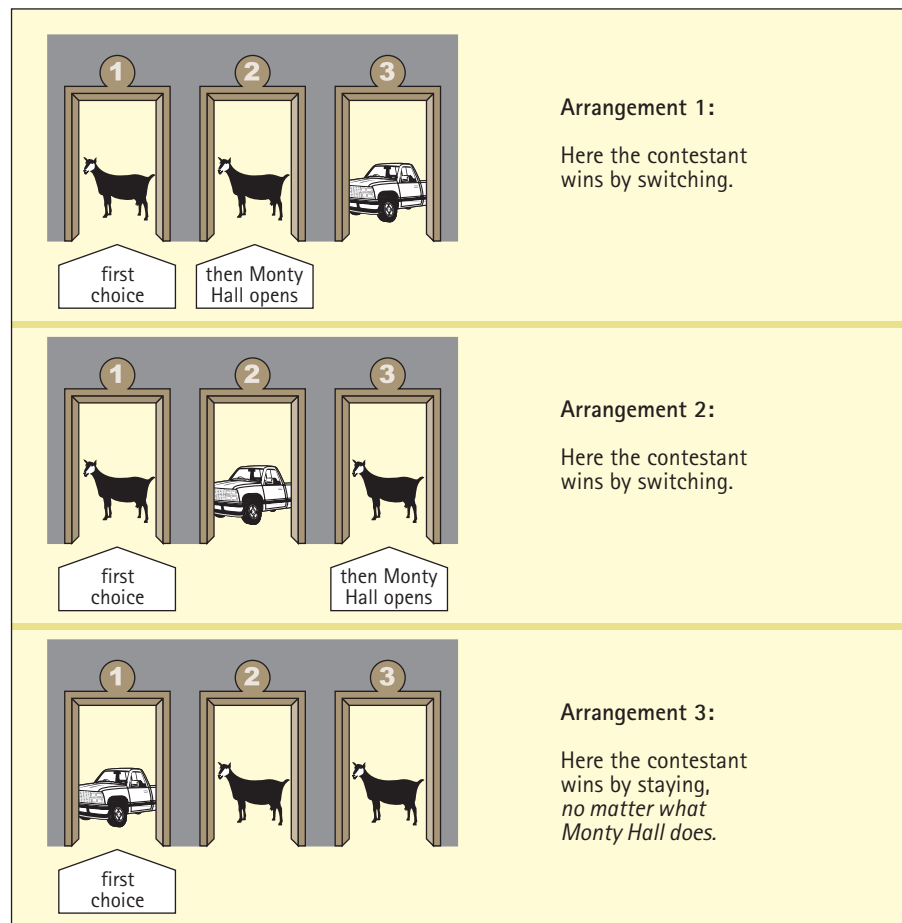 1
2
3
Arrangement 1:
Here the contestant
wins by switching.
first
choice
then Monty
Hall opens
1
2
3
Arrangement 2:
Here the contestant
wins by switching.
first
choice
then Monty
Hall opens
1
2
3
Arrangement 3:
Here the contestant
wins by staying,
no matter what
Monty Hall does.
first
choice